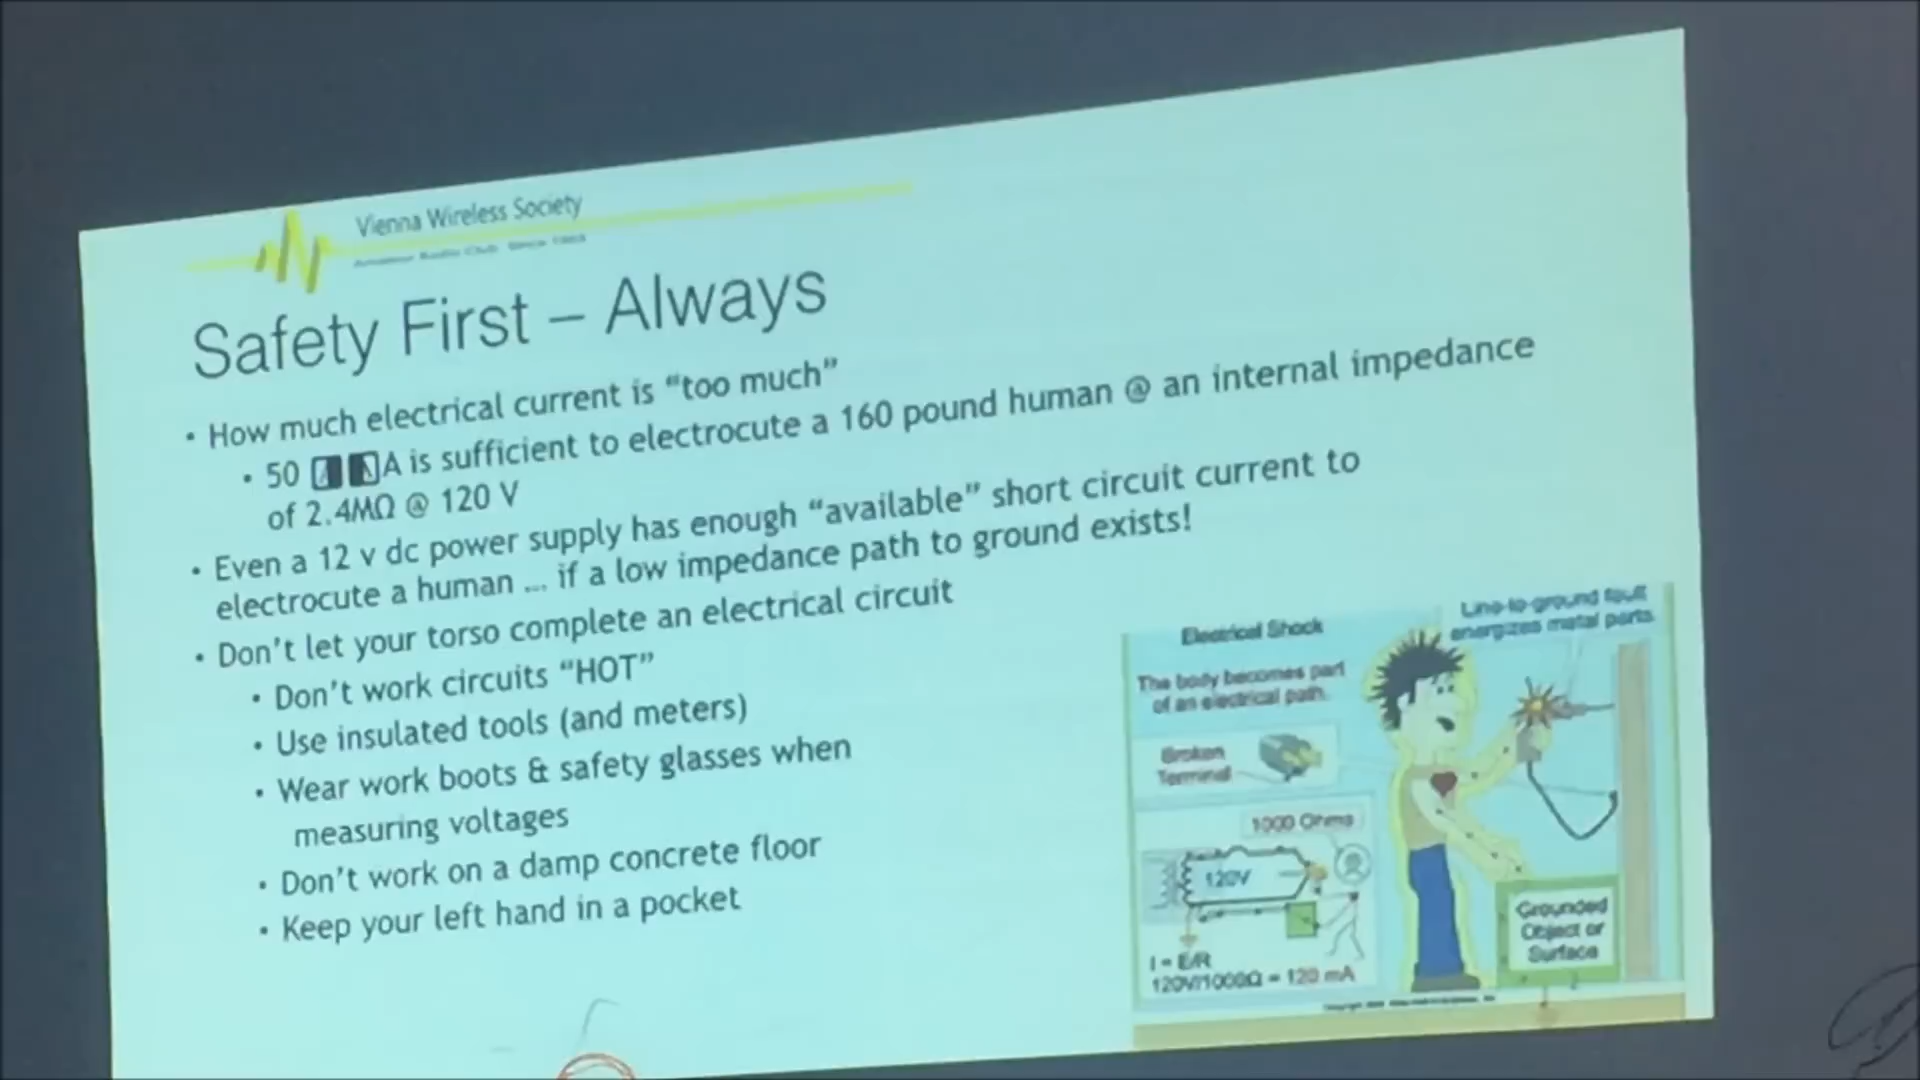 Vienna Wireless Society
Amateur Radio Club Since 1963
Safety First – Always
• How much electrical current is “too much”
• 50 A is sufficient to electrocute a 160 pound human @ an internal impedance
of 2.4MΩ @ 120 V
• Even a 12 v dc power supply has enough “available” short circuit current to
electrocute a human ... if a low impedance path to ground exists!
• Don’t let your torso complete an electrical circuit
• Don’t work circuits “HOT”
• Use insulated tools (and meters)
• Wear work boots & safety glasses when
measuring voltages
• Don’t work on a damp concrete floor
• Keep your left hand in a pocket
Electrical Shock
Line-to-ground fault
energizes metal parts
The body becomes part
of an electrical path.
Broken
Terminal
1000 Ohms
120V
I = E/R
120V/1000Ω = 120 mA
Grounded
Object or
Surface